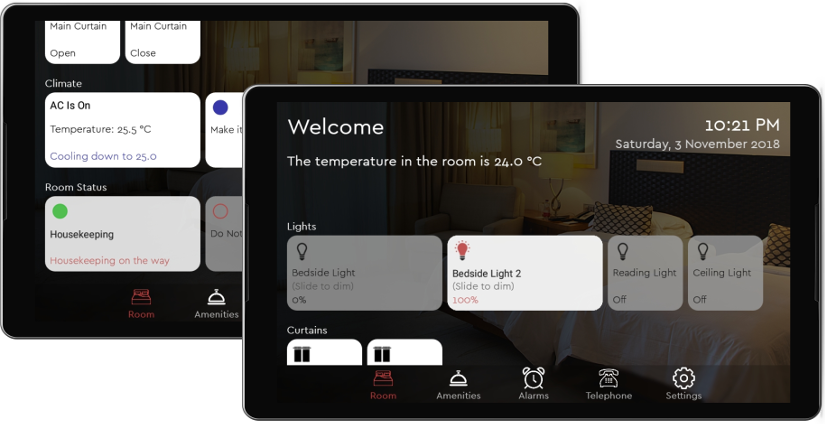 Main Curtain
Open
Main Curtain
Close
Climate
AC Is On
Temperature: 25.5 °C
Cooling down to 25.0
Make it
Room Status
Housekeeping
Housekeeping on the way
Do Not
Room
Amenities
Welcome
10:21 PM
Saturday, 3 November 2018
The temperature in the room is 24.0 °C
Lights
Bedside Light
(Slide to dim)
0%
Bedside Light 2
(Slide to dim)
100%
Reading Light
Off
Ceiling Light
Off
Curtains
Room
Amenities
Alarms
Telephone
Settings